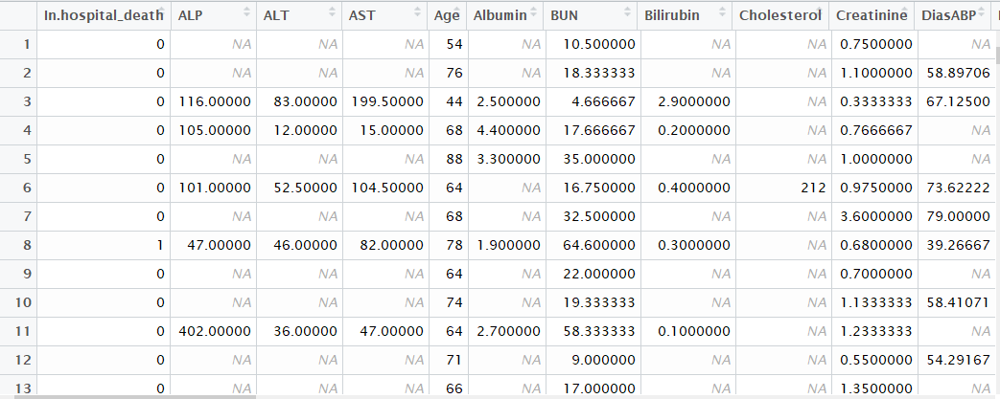 In.hospital_death ALP ALT AST Age Albumin BUN Bilirubin Cholesterol Creatinine DiasABP
1 0 NA NA NA 54 NA 10.500000 NA NA 0.7500000 NA
2 0 NA NA NA 76 NA 18.333333 NA NA 1.1000000 58.89706
3 0 116.00000 83.00000 199.50000 44 2.500000 4.666667 2.9000000 NA 0.3333333 67.12500
4 0 105.00000 12.00000 15.00000 68 4.400000 17.666667 0.2000000 NA 0.7666667 NA
5 0 NA NA NA 88 3.300000 35.000000 NA NA 1.0000000 NA
6 0 101.00000 52.50000 104.50000 64 NA 16.750000 0.4000000 212 0.9750000 73.62222
7 0 NA NA NA 68 NA 32.500000 NA NA 3.6000000 79.00000
8 1 47.00000 46.00000 82.00000 78 1.900000 64.600000 0.3000000 NA 0.6800000 39.26667
9 0 NA NA NA 64 NA 22.000000 NA NA 0.7000000 NA
10 0 NA NA NA 74 NA 19.333333 NA NA 1.1333333 58.41071
11 0 402.00000 36.00000 47.00000 64 2.700000 58.333333 0.1000000 NA 1.2333333 NA
12 0 NA NA NA 71 NA 9.000000 NA NA 0.5500000 54.29167
13 0 NA NA NA 66 NA 17.000000 NA NA 1.3500000 NA